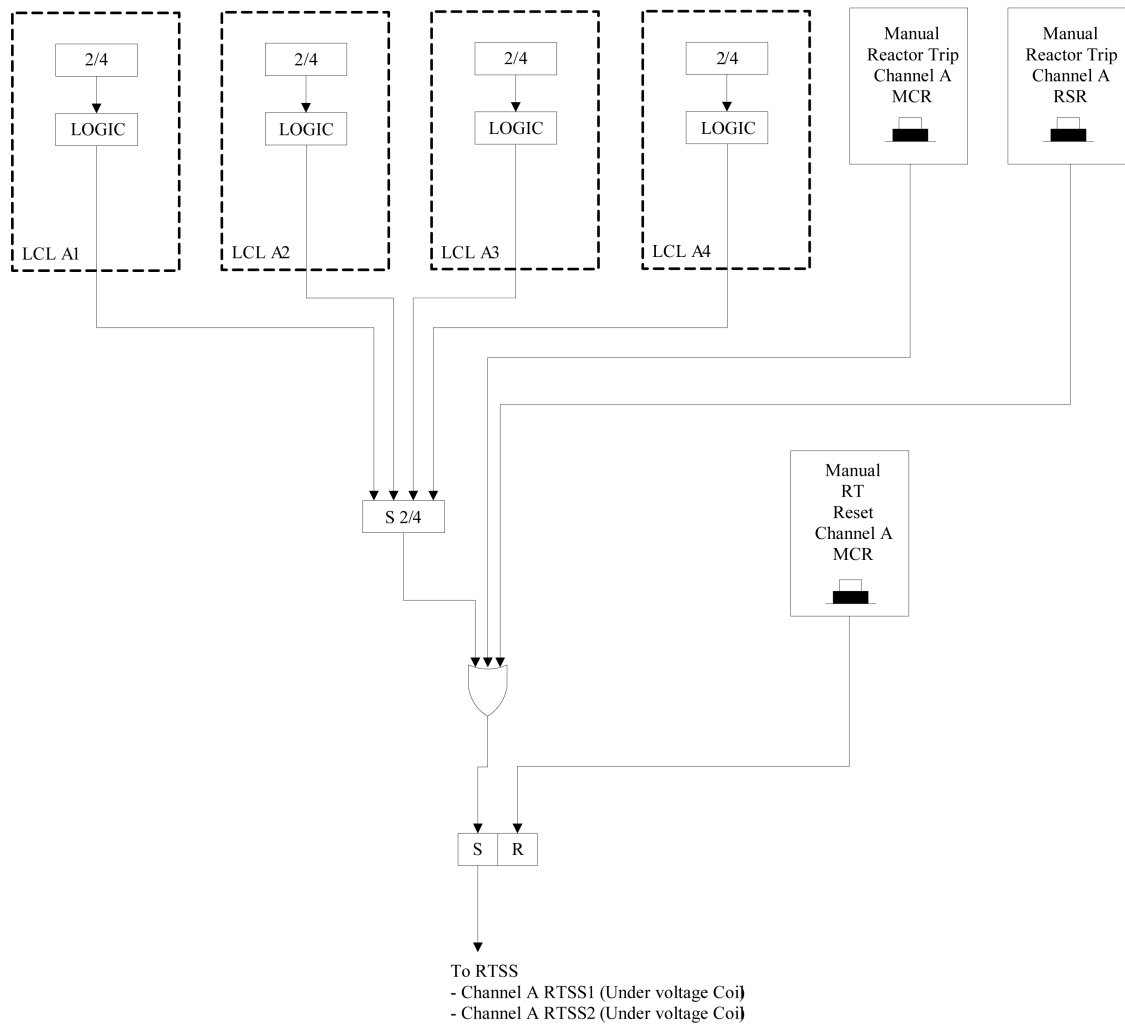 2/4
LOGIC
LCL A1
2/4
LOGIC
LCL A2
2/4
LOGIC
LCL A3
2/4
LOGIC
LCL A4
Manual
Reactor Trip
Channel A
MCR
Manual
Reactor Trip
Channel A
RSR
S 2/4
Manual
RT
Reset
Channel A
MCR
S
R
To RTSS
- Channel A RTSS1 (Under voltage Coil)
- Channel A RTSS2 (Under voltage Coil)